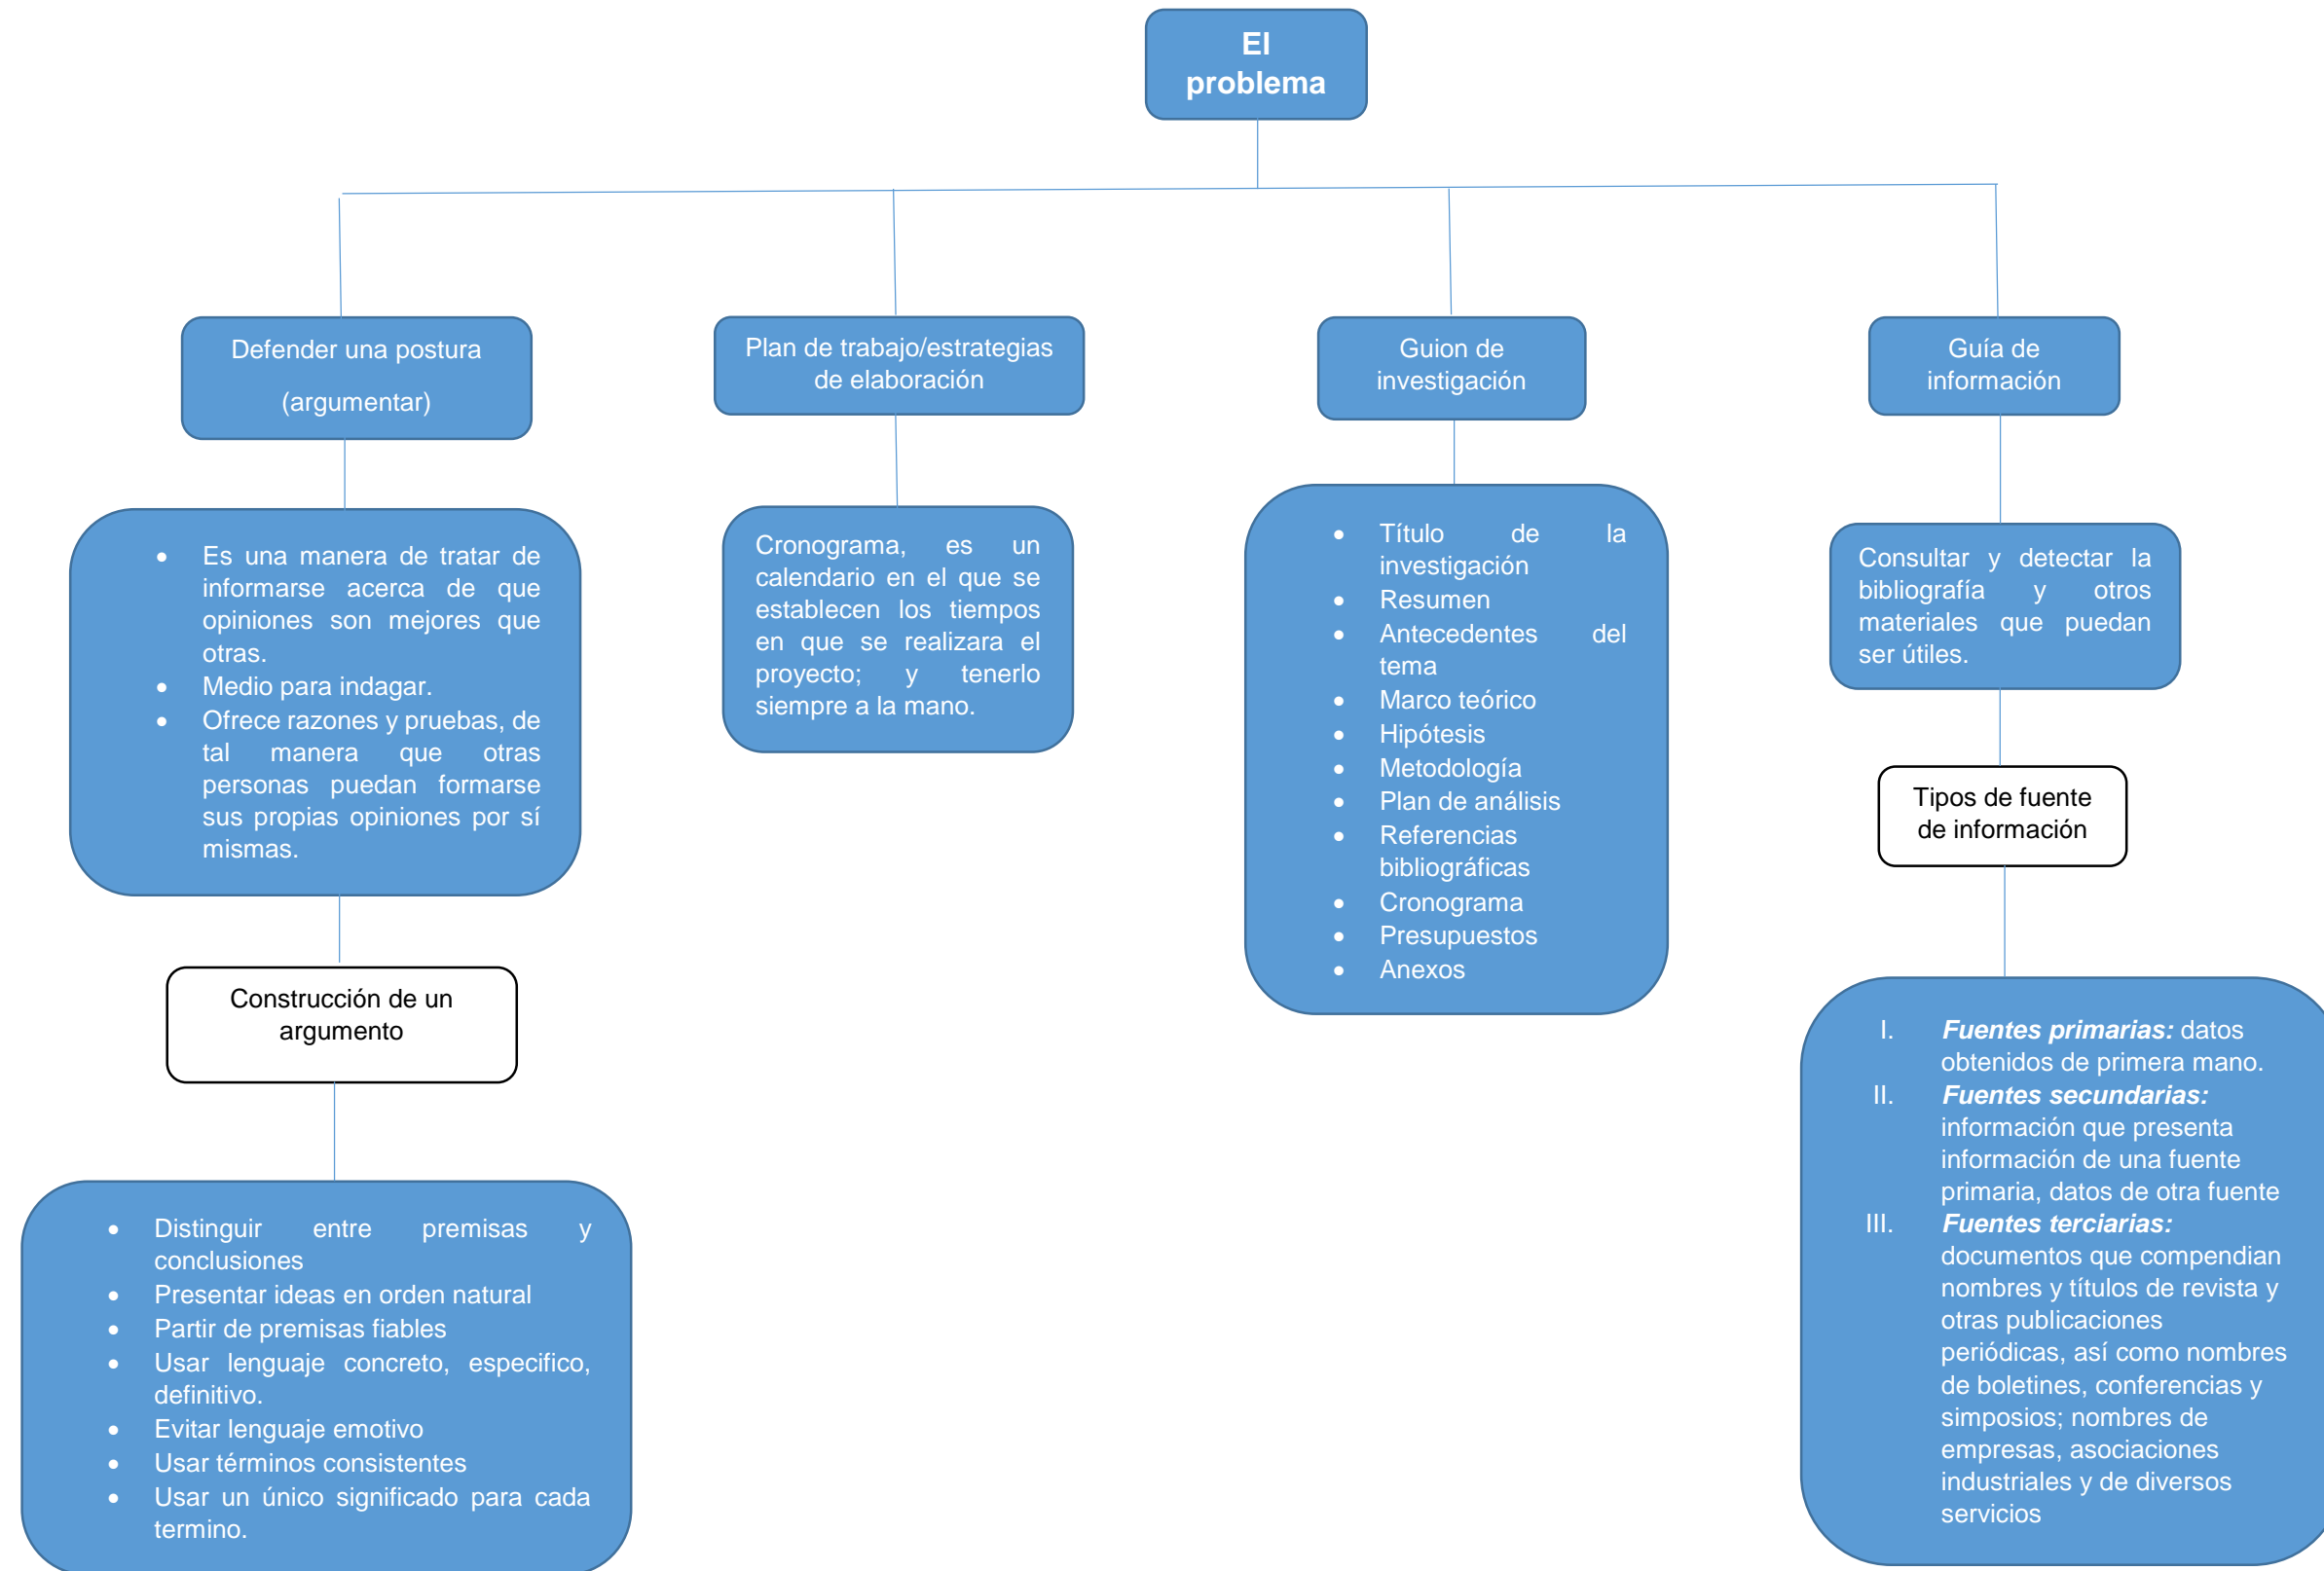 El
problema
Defender una postura
(argumentar)
Plan de trabajo/estrategias
de elaboración
Guion de
investigación
Guía de
información
• Es una manera de tratar de
informarse acerca de que
opiniones son mejores que
otras.
• Medio para indagar.
• Ofrece razones y pruebas, de
tal manera que otras
personas puedan formarse
sus propias opiniones por sí
mismas.
Cronograma, es un
calendario en el que se
establecen los tiempos
en que se realizara el
proyecto; y tenerlo
siempre a la mano.
• Título de la
investigación
• Resumen
• Antecedentes del
tema
• Marco teórico
• Hipótesis
• Metodología
• Plan de análisis
• Referencias
bibliográficas
• Cronograma
• Presupuestos
• Anexos
Consultar y detectar la
bibliografía y otros
materiales que puedan
ser útiles.
Tipos de fuente
de información
Construcción de un
argumento
I. Fuentes primarias: datos
obtenidos de primera mano.
II. Fuentes secundarias:
información que presenta
información de una fuente
primaria, datos de otra fuente
III. Fuentes terciarias:
documentos que compendian
nombres y títulos de revista y
otras publicaciones
periódicas, así como nombres
de boletines, conferencias y
simposios; nombres de
empresas, asociaciones
industriales y de diversos
servicios
• Distinguir entre premisas y
conclusiones
• Presentar ideas en orden natural
• Partir de premisas fiables
• Usar lenguaje concreto, especifico,
definitivo.
• Evitar lenguaje emotivo
• Usar términos consistentes
• Usar un único significado para cada
termino.